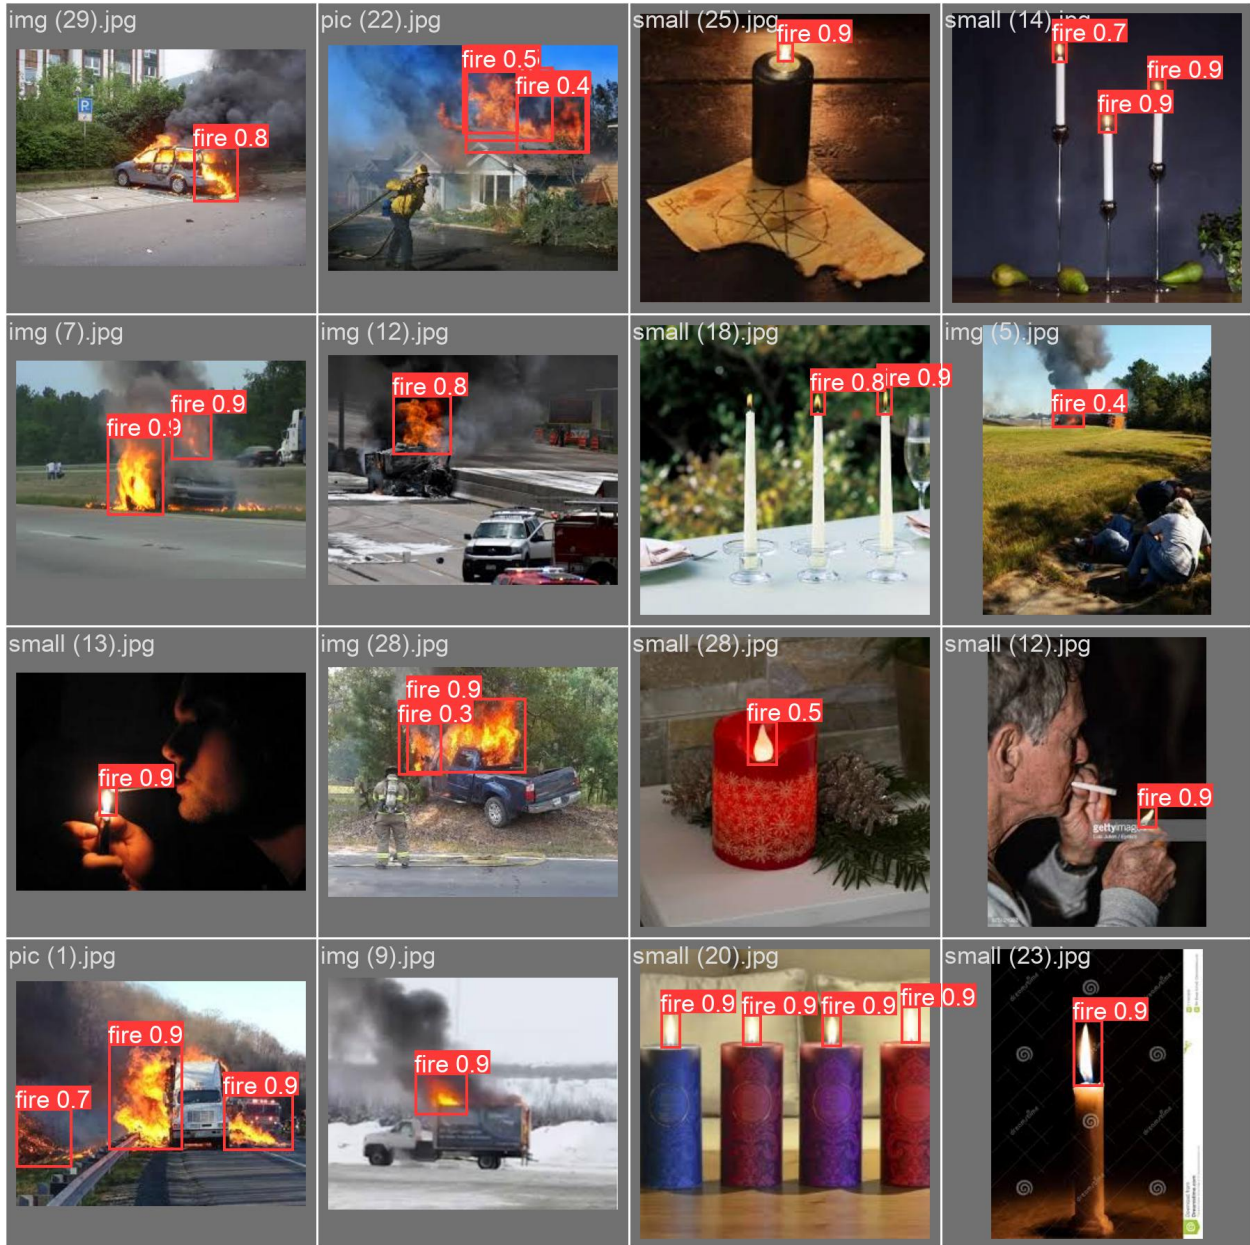 img (29).jpg
fire 0.8
P
pic (22).jpg
fire 0.5
fire 0.4
small (25).jpg
fire 0.9
small (14).jpg
fire 0.7
fire 0.9
fire 0.9
img (7).jpg
fire 0.9
fire 0.9
img (12).jpg
fire 0.8
small (18).jpg
fire 0.8
fire 0.9
img (5).jpg
fire 0.4
small (13).jpg
fire 0.9
img (28).jpg
fire 0.9
fire 0.3
small (28).jpg
fire 0.5
small (12).jpg
fire 0.9
gettyimag
pic (1).jpg
fire 0.9
fire 0.7
fire 0.9
img (9).jpg
fire 0.9
small (20).jpg
fire 0.9
fire 0.9
fire 0.9
fire 0.9
small (23).jpg
fire 0.9